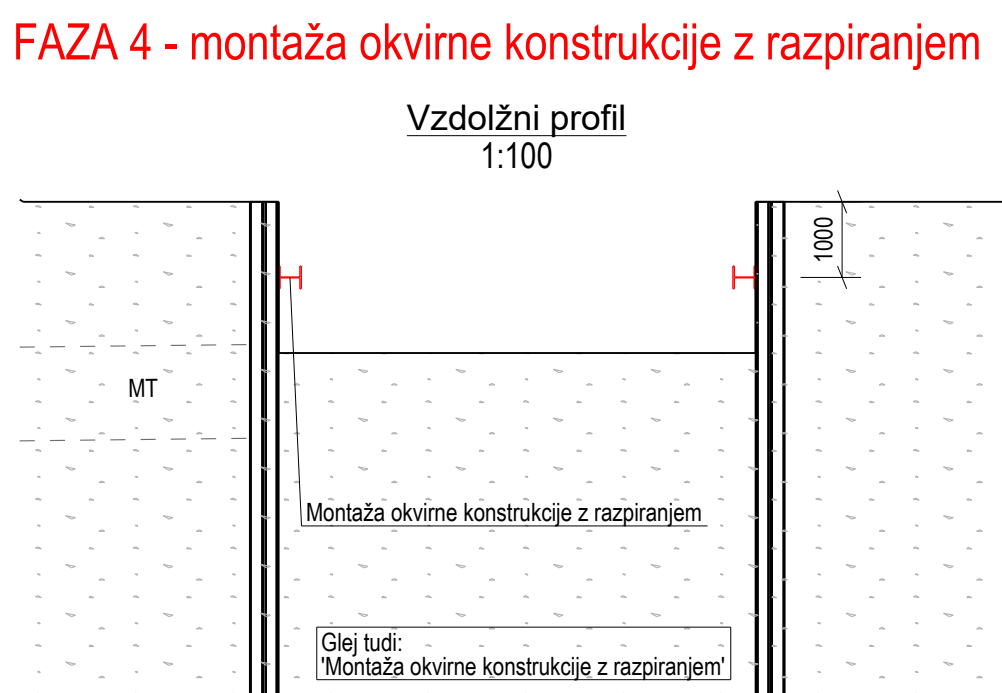 FAZA 4 - montaža okvirne konstrukcije z razpiranjem
Vzdolžni profil
1:100
1000
MT
Montaža okvirne konstrukcije z razpiranjem
Glej tudi:
'Montaža okvirne konstrukcije z razpiranjem'